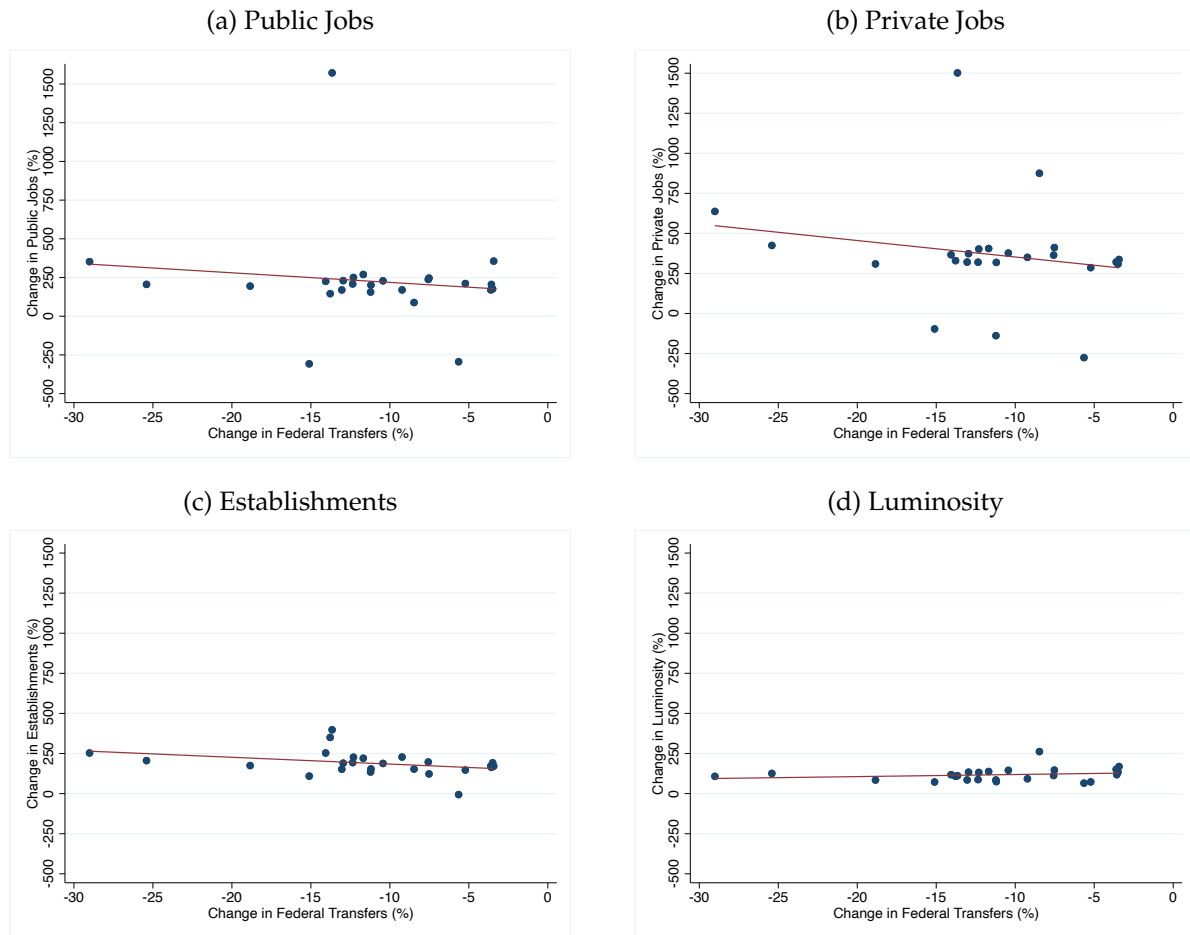 (a) Public Jobs
Change in Public Jobs (%)
1500
1250
1000
750
500
250
0
-250
-500
-30 -25 -20 -15 -10 -5 0
Change in Federal Transfers (%)
(b) Private Jobs
Change in Private Jobs (%)
1500
1250
1000
750
500
250
0
-250
-500
-30 -25 -20 -15 -10 -5 0
Change in Federal Transfers (%)
(c) Establishments
Change in Establishments (%)
1500
1250
1000
750
500
250
0
-250
-500
-30 -25 -20 -15 -10 -5 0
Change in Federal Transfers (%)
(d) Luminosity
Change in Luminosity (%)
1500
1250
1000
750
500
250
0
-250
-500
-30 -25 -20 -15 -10 -5 0
Change in Federal Transfers (%)